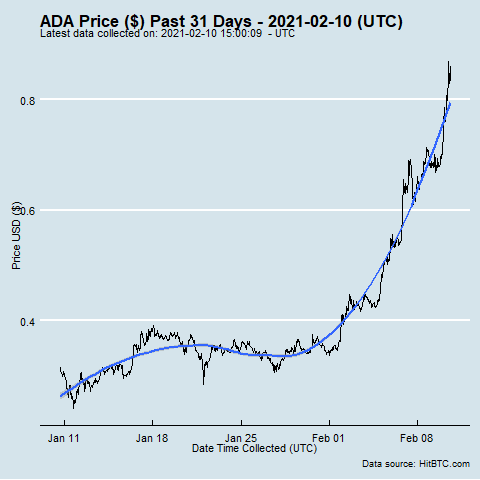 ADA Price ($) Past 31 Days - 2021-02-10 (UTC)
Latest data collected on: 2021-02-10 15:00:09 - UTC
0.8
0.6
0.4
Price USD ($)
Jan 11 Jan 18 Jan 25 Feb 01 Feb 08
Date Time Collected (UTC)
Data source: HitBTC.com